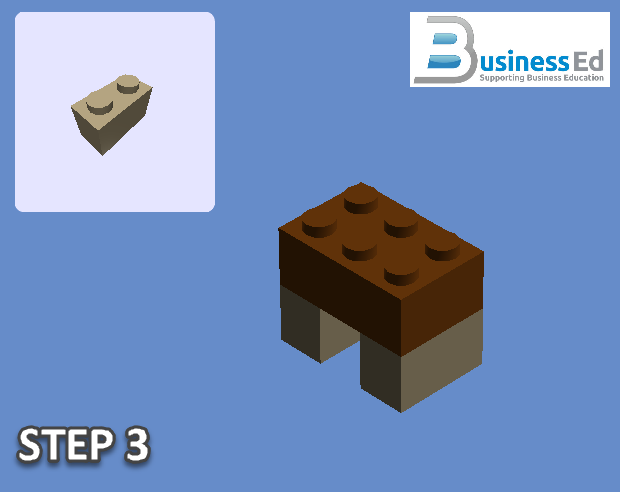 BusinessEd
Supporting Business Education
STEP 3